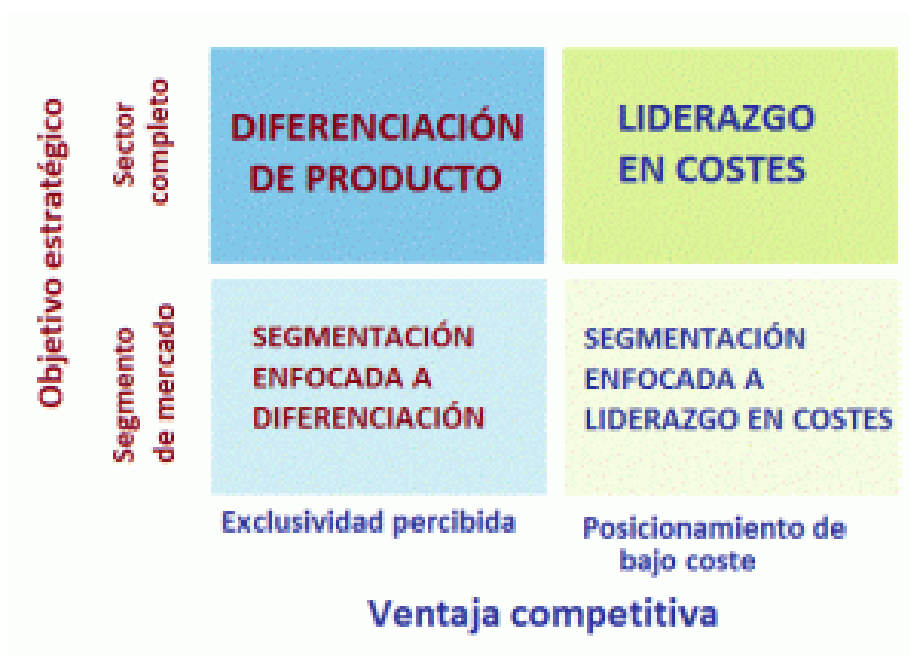 Objetivo estratégico
Sector
completo
DIFERENCIACIÓN
DE PRODUCTO
LIDERAZGO
EN COSTES
Segmento
de mercado
SEGMENTACIÓN
ENFOCADA A
DIFERENCIACIÓN
SEGMENTACIÓN
ENFOCADA A
LIDERAZGO EN COSTES
Exclusividad percibida
Posicionamiento de
bajo coste
Ventaja competitiva